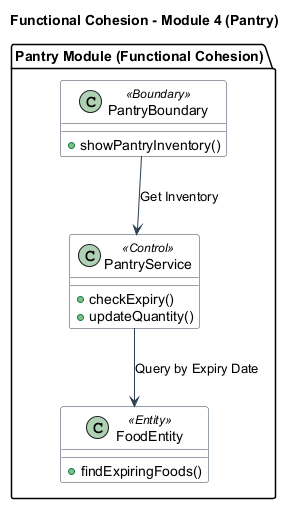 Functional Cohesion - Module 4 (Pantry)
Pantry Module (Functional Cohesion)
C
«Boundary»
PantryBoundary
showPantryInventory()
Get Inventory
C
«Control»
PantryService
checkExpiry()
updateQuantity()
Query by Expiry Date
C
«Entity»
FoodEntity
findExpiringFoods()